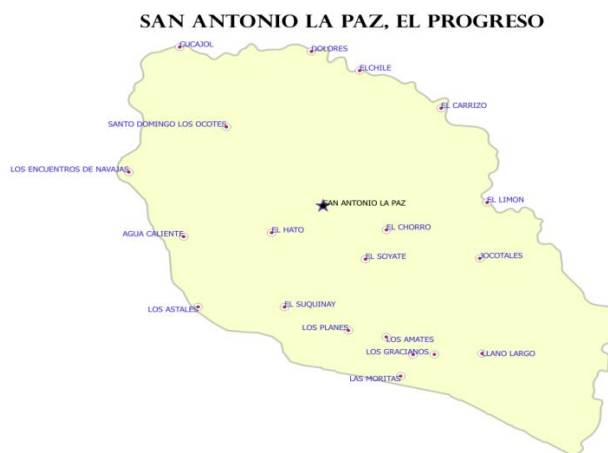 SAN ANTONIO LA PAZ, EL PROGRESO
CUCAJOL
DOLORES
ELCHILE
EL CARRIZO
SANTO DOMINGO LOS OCOTES
LOS ENCUENTROS DE NAVAJAS
SAN ANTONIO LA PAZ
EL LIMON
AGUA CALIENTE
EL HATO
EL CHORRO
EL SOYATE
JOCOTALES
LOS ASTALES
EL SUQUINAY
LOS PLANES
LOS AMATES
LOS GRACIANOS
LLANO LARGO
LAS MORITAS